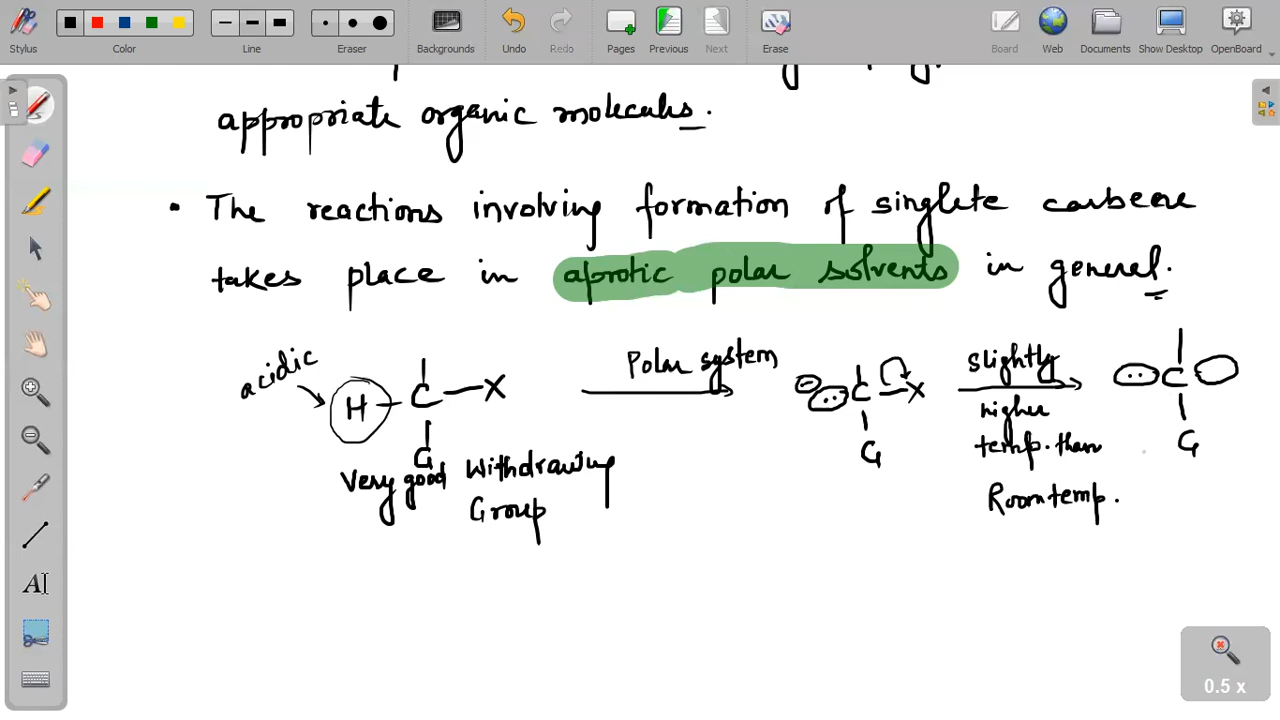 Stylus
Color
Line
Eraser
Backgrounds
Undo
Redo
Pages
Previous
Next
Erase
Board
Web
Documents
Show Desktop
OpenBoard
appropriate organic molecules.
• The reactions involving formation of singlete carbene
takes place in aprotic polar solvents in general.
acidic
H - C - X
G
Very good Withdrawing
Group
Polar system
⊖
C - X
G
slightly
higher
temp. than
Room temp.
C
G
0.5 x